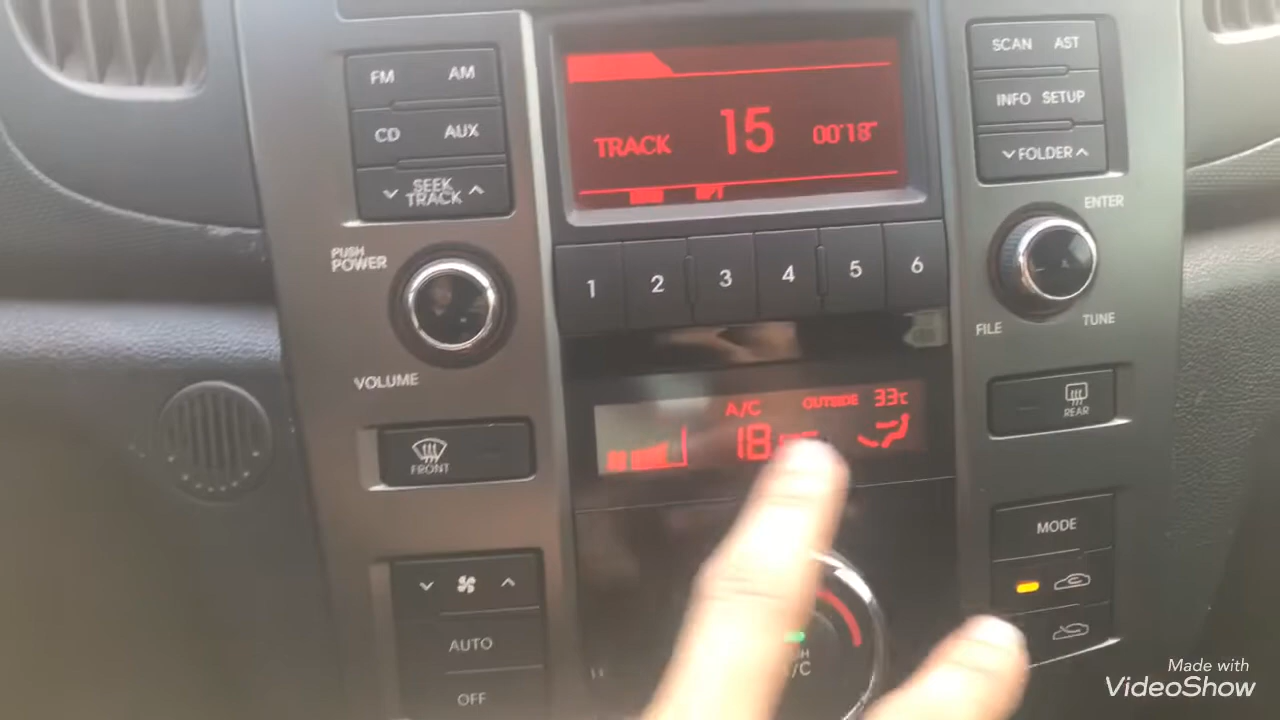 FM AM
CD AUX
SEEK
TRACK
PUSH
POWER
VOLUME
FRONT
AUTO
OFF
TRACK 15 00'18"
1 2 3 4 5 6
A/C OUTSIDE 33℃
18
SCAN AST
INFO SETUP
FOLDER
ENTER
FILE TUNE
REAR
MODE
Made with
VideoShow